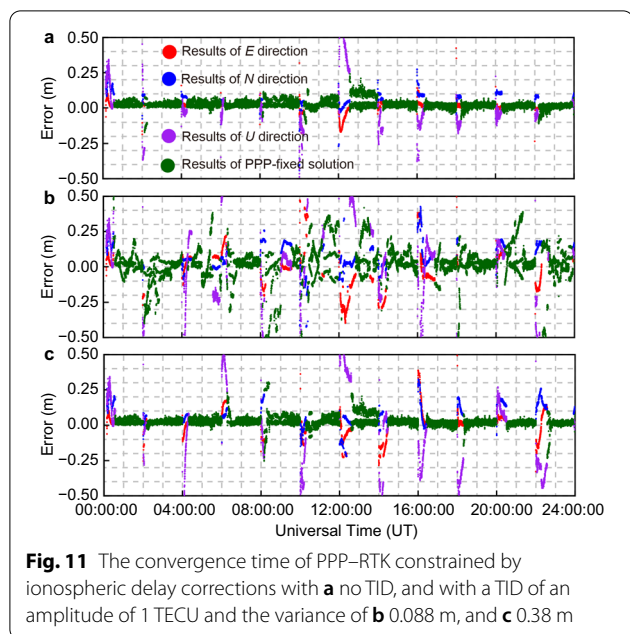 a
0.50
0.25
0.00
−0.25
−0.50
Error (m)
Results of E direction
Results of N direction
Results of U direction
Results of PPP-fixed solution
b
0.50
0.25
0.00
−0.25
−0.50
Error (m)
c
0.50
0.25
0.00
−0.25
−0.50
Error (m)
00:00:00 04:00:00 08:00:00 12:00:00 16:00:00 20:00:00 24:00:00
Universal Time (UT)
Fig. 11 The convergence time of PPP–RTK constrained by
ionospheric delay corrections with a no TID, and with a TID of an
amplitude of 1 TECU and the variance of b 0.088 m, and c 0.38 m